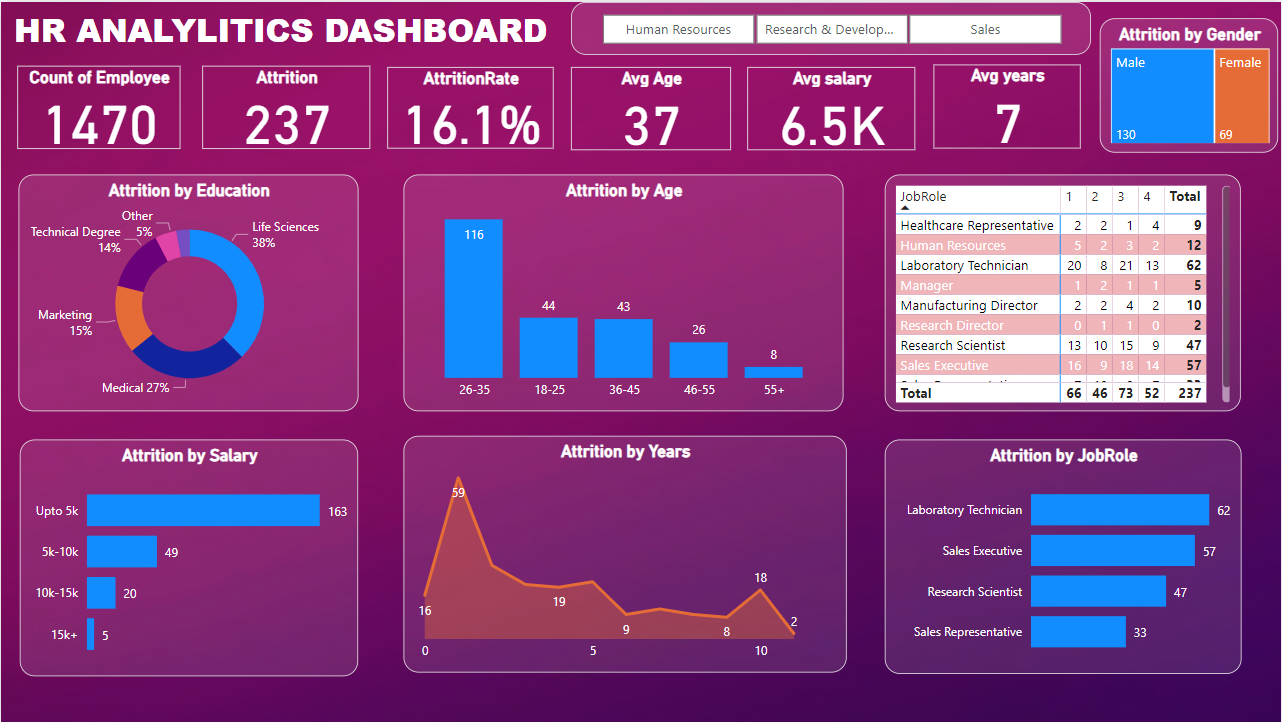 HR ANALYLITICS DASHBOARD
Human Resources
Research & Develop...
Sales
Attrition by Gender
Male
Female
130
69
Count of Employee
1470
Attrition
237
AttritionRate
16.1%
Avg Age
37
Avg salary
6.5K
Avg years
7
Attrition by Education
Other
5%
Life Sciences
38%
Technical Degree
14%
Marketing
15%
Medical 27%
Attrition by Age
116
44
43
26
8
26-35 18-25 36-45 46-55 55+
JobRole 1 2 3 4 Total
Healthcare Representative 2 2 1 4 9
Human Resources 5 2 3 2 12
Laboratory Technician 20 8 21 13 62
Manager 1 2 1 1 5
Manufacturing Director 2 2 4 2 10
Research Director 0 1 1 0 2
Research Scientist 13 10 15 9 47
Sales Executive 16 9 18 14 57
Total 66 46 73 52 237
Attrition by Salary
Upto 5k 163
5k-10k 49
10k-15k 20
15k+ 5
Attrition by Years
59
16
19
9
8
18
2
0 5 10
Attrition by JobRole
Laboratory Technician 62
Sales Executive 57
Research Scientist 47
Sales Representative 33